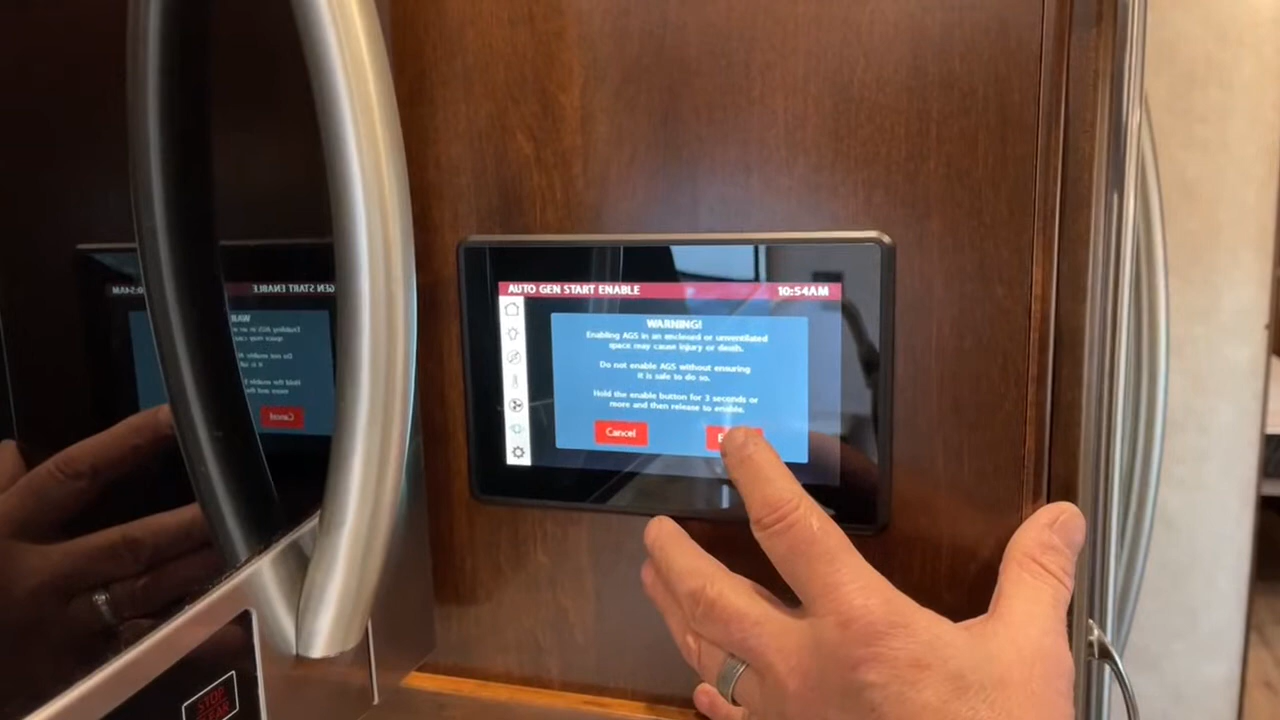 AUTO GEN START ENABLE 10:54AM
WARNING!
Enabling AGS in an enclosed or unventilated
space may cause injury or death.
Do not enable AGS without ensuring
it is safe to do so.
Hold the enable button for 3 seconds or
more and then release to enable.
Cancel
STOP